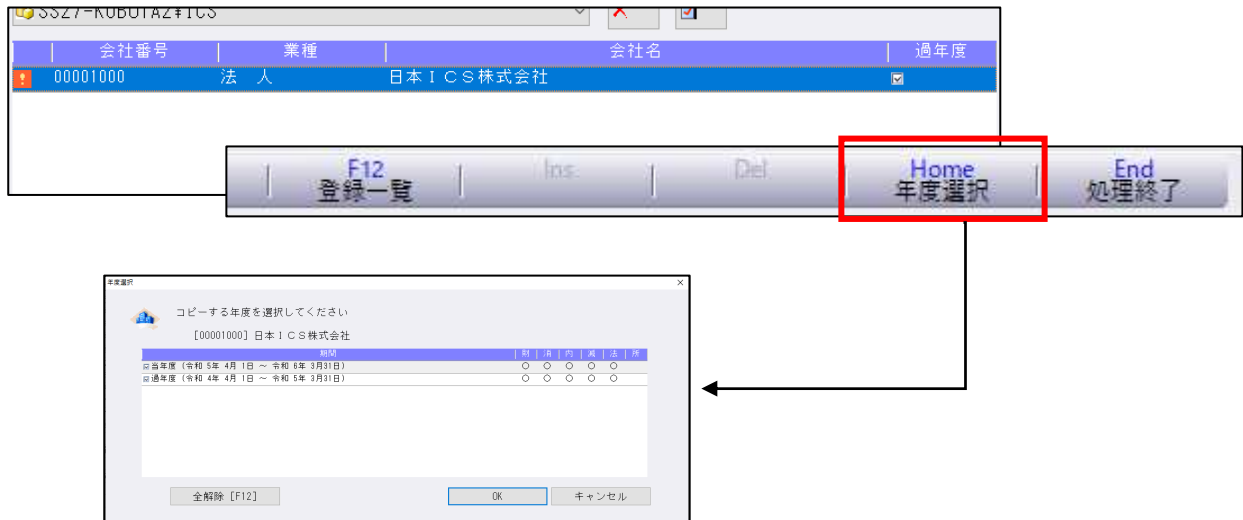 SS27-KUBOTA2¥ICS
会社番号 業種 会社名 過年度
00001000 法 人 日本ＩＣＳ株式会社
F12 Ins Del Home End
登録一覧 年度選択 処理終了
年度選択
コピーする年度を選択してください
[00001000] 日本ＩＣＳ株式会社
期間 財 消 内 減 法 所
当年度 (令和 5年 4月 1日 ～ 令和 6年 3月31日) ○ ○ ○ ○ ○
過年度 (令和 4年 4月 1日 ～ 令和 5年 3月31日) ○ ○ ○ ○ ○
全解除 [F12] OK キャンセル